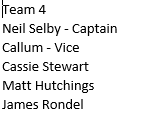 Team 4
Neil Selby - Captain
Callum - Vice
Cassie Stewart
Matt Hutchings
James Rondel